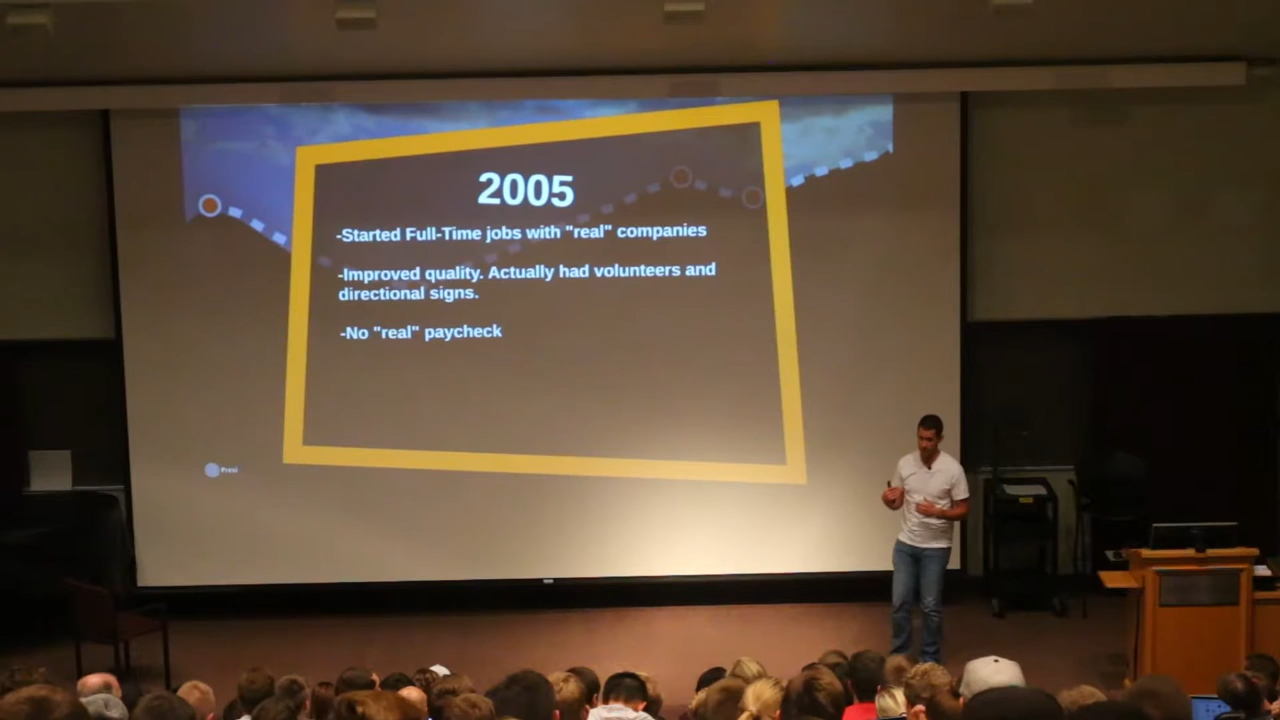 2005
-Started Full-Time jobs with "real" companies
-Improved quality. Actually had volunteers and
directional signs.
-No "real" paycheck
Prezi